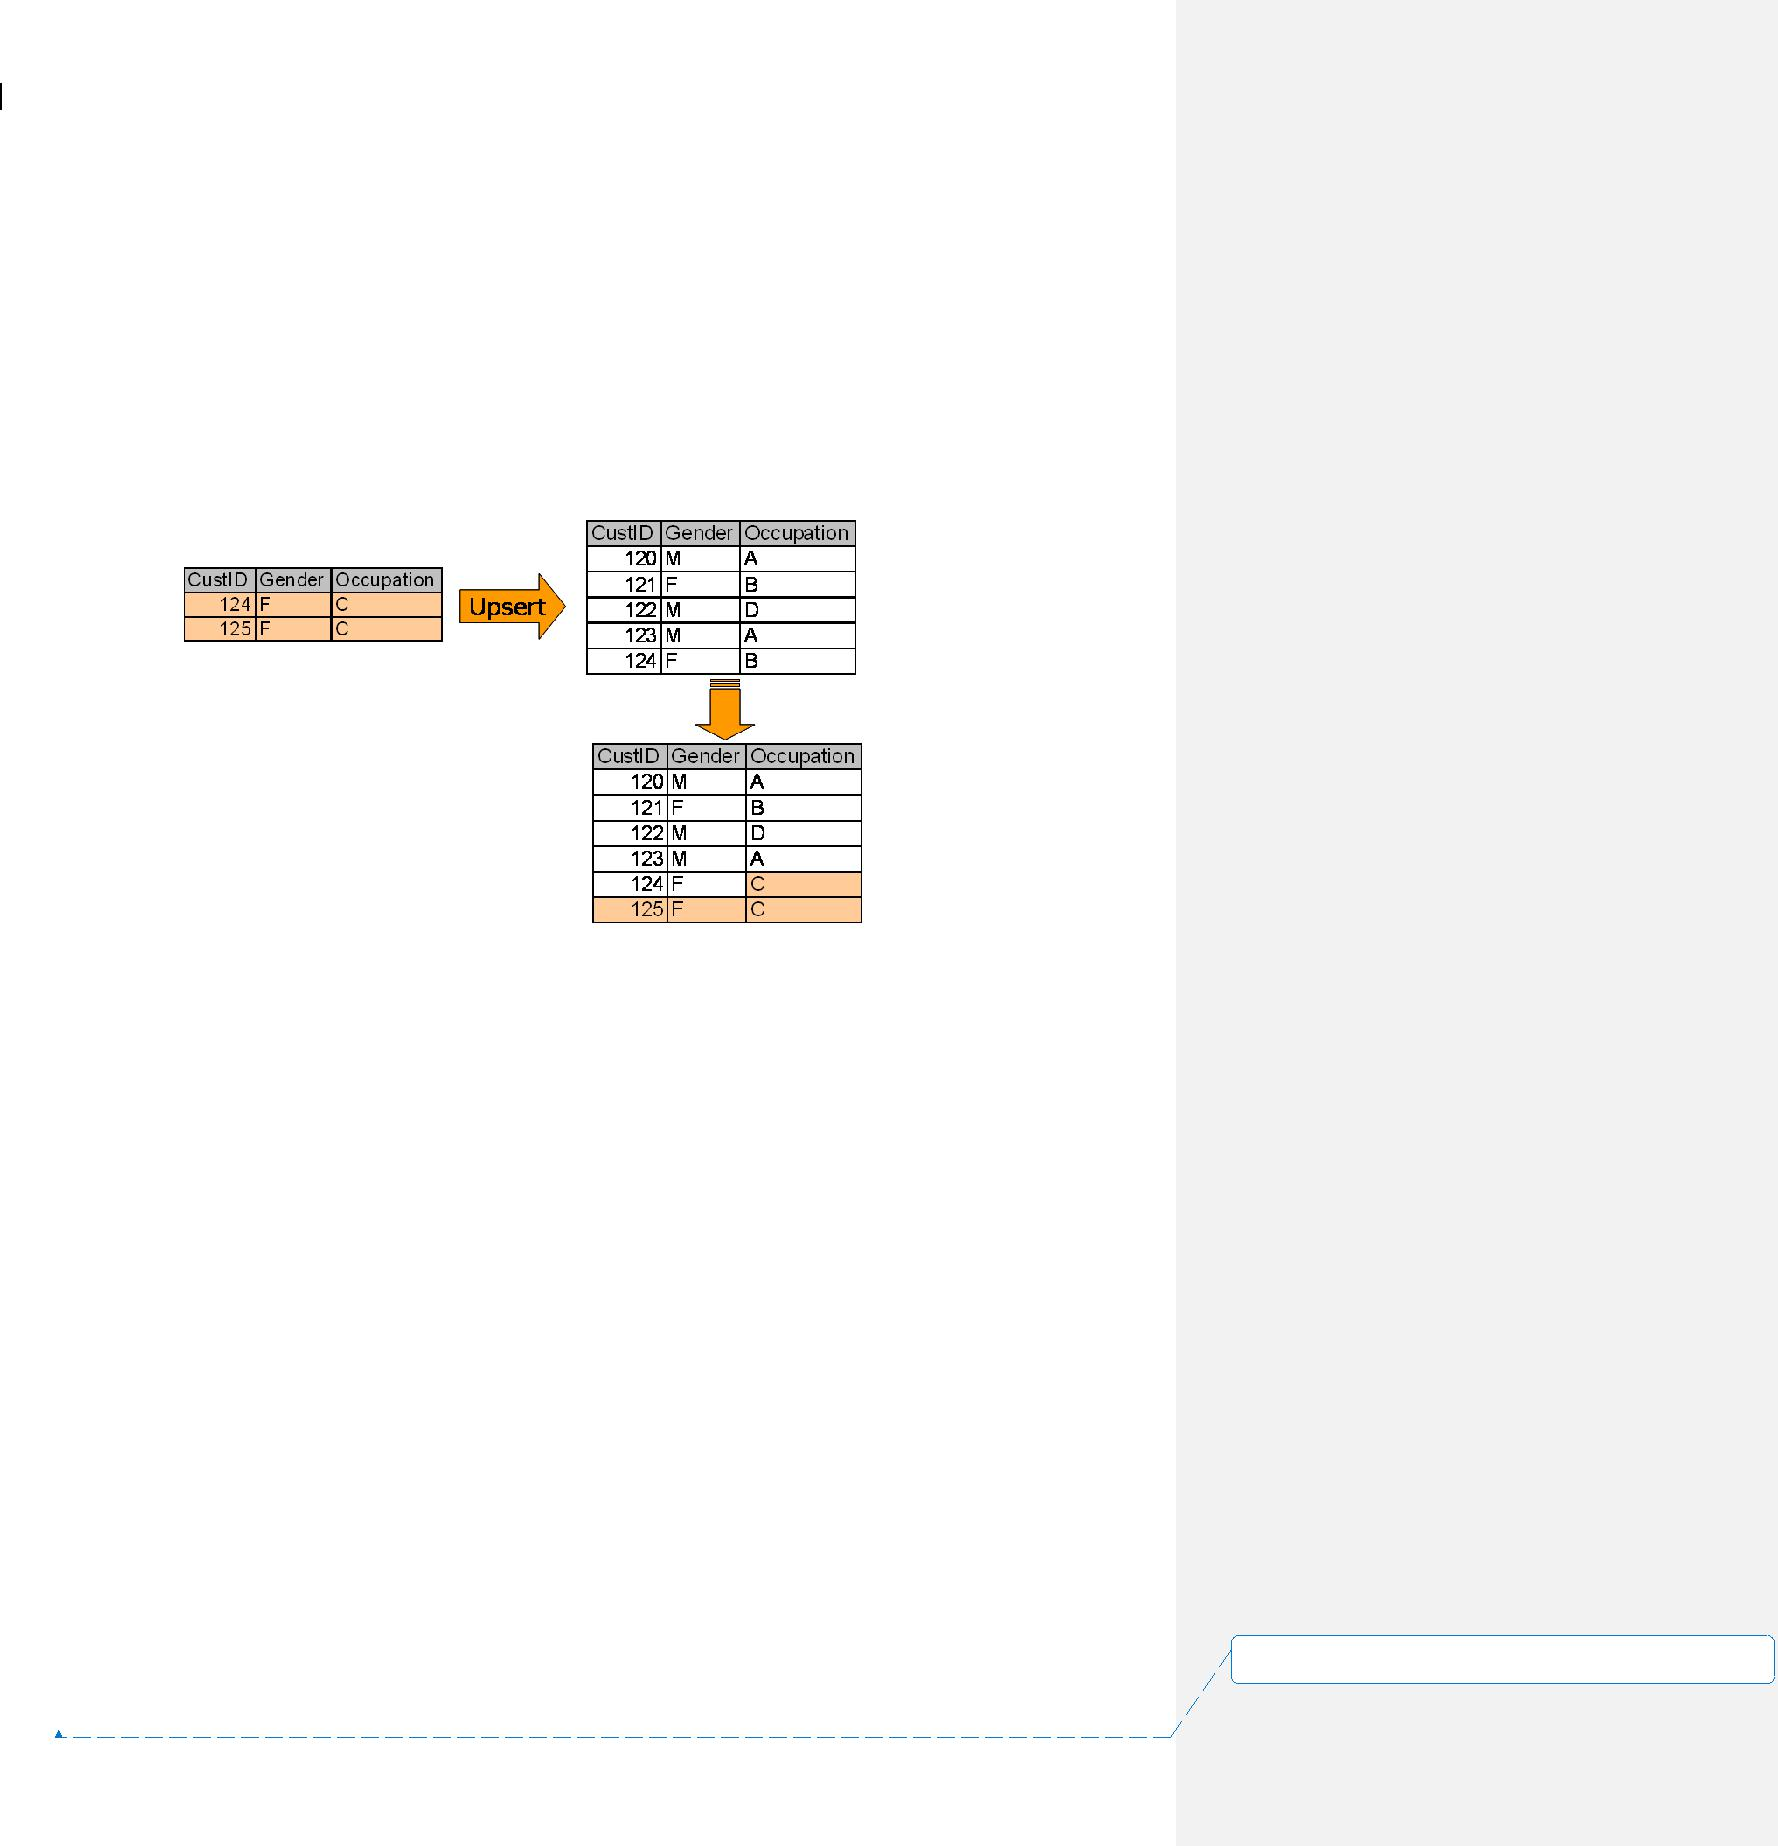 CustID Gender Occupation
124 F C
125 F C
Upsert
CustID Gender Occupation
120 M A
121 F B
122 M D
123 M A
124 F B
CustID Gender Occupation
120 M A
121 F B
122 M D
123 M A
124 F C
125 F C